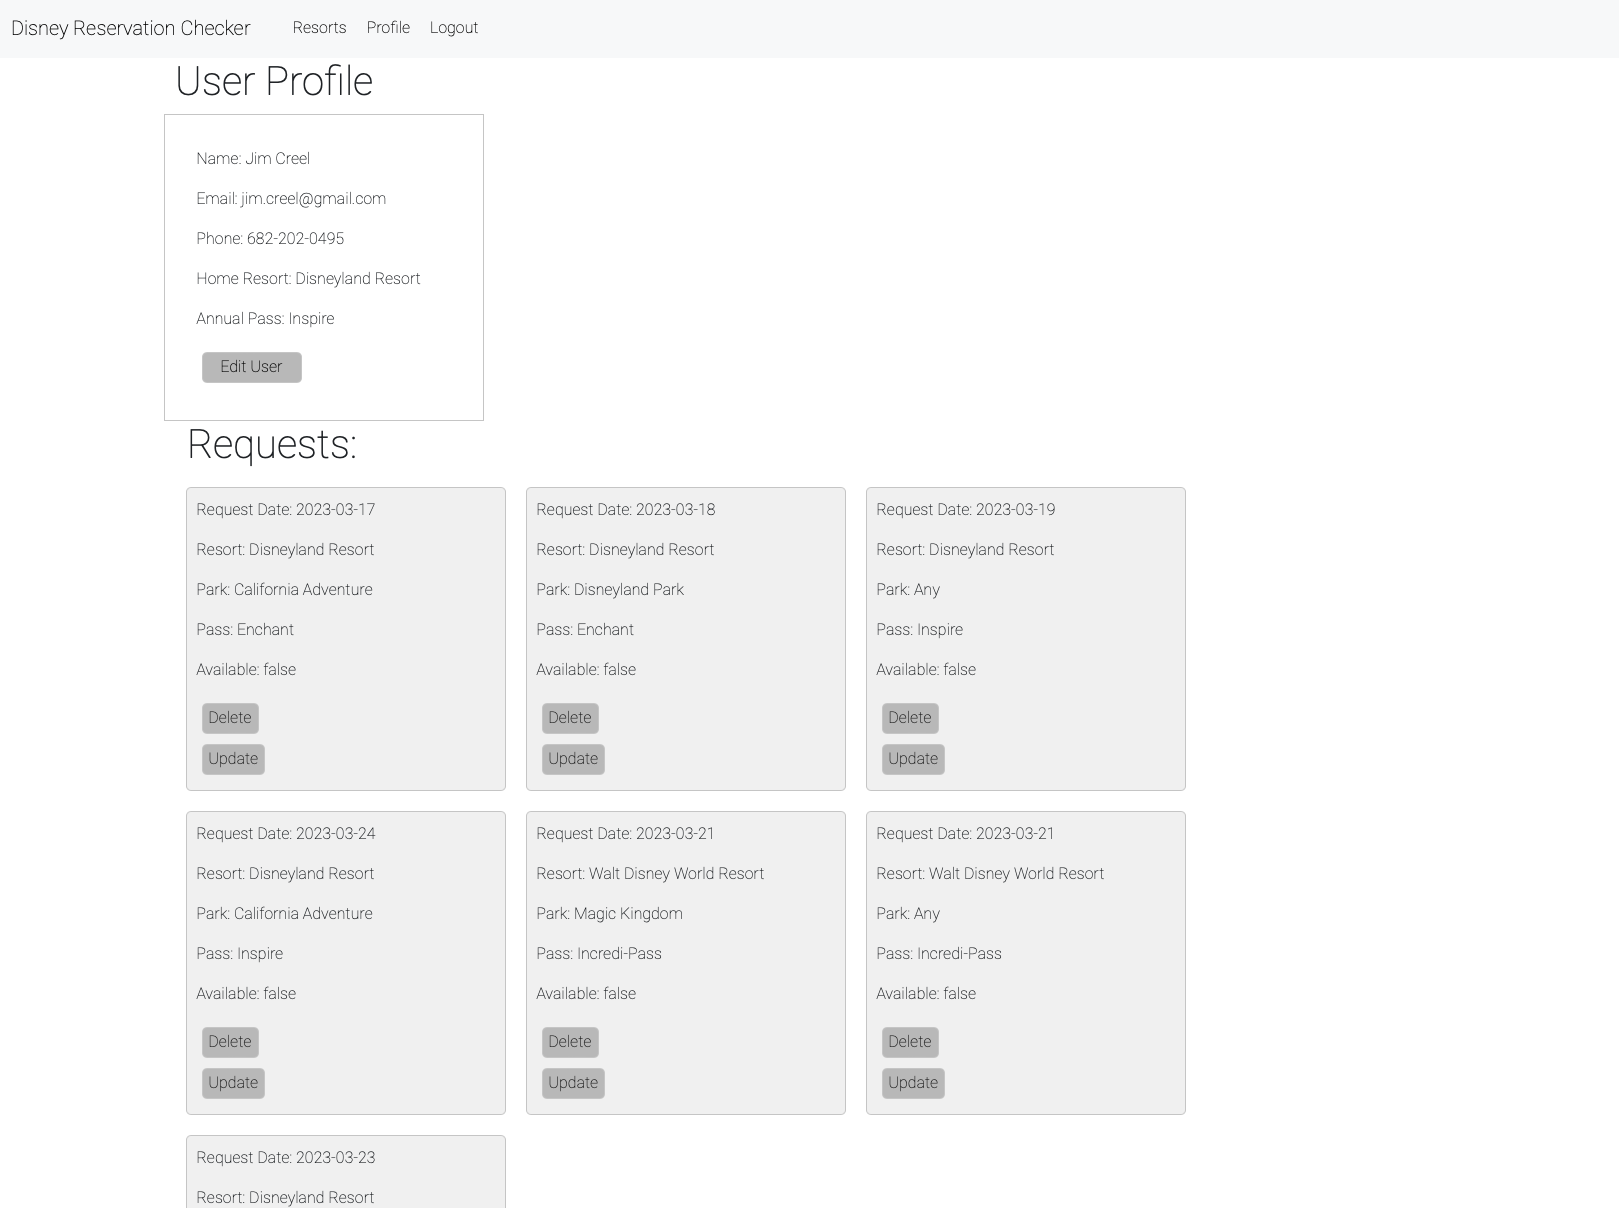 Disney Reservation Checker Resorts Profile Logout
User Profile
Name: Jim Creel
Email: jim.creel@gmail.com
Phone: 682-202-0495
Home Resort: Disneyland Resort
Annual Pass: Inspire
Edit User
Requests:
Request Date: 2023-03-17
Resort: Disneyland Resort
Park: California Adventure
Pass: Enchant
Available: false
Delete
Update
Request Date: 2023-03-18
Resort: Disneyland Resort
Park: Disneyland Park
Pass: Enchant
Available: false
Delete
Update
Request Date: 2023-03-19
Resort: Disneyland Resort
Park: Any
Pass: Inspire
Available: false
Delete
Update
Request Date: 2023-03-24
Resort: Disneyland Resort
Park: California Adventure
Pass: Inspire
Available: false
Delete
Update
Request Date: 2023-03-21
Resort: Walt Disney World Resort
Park: Magic Kingdom
Pass: Incredi-Pass
Available: false
Delete
Update
Request Date: 2023-03-21
Resort: Walt Disney World Resort
Park: Any
Pass: Incredi-Pass
Available: false
Delete
Update
Request Date: 2023-03-23
Resort: Disneyland Resort